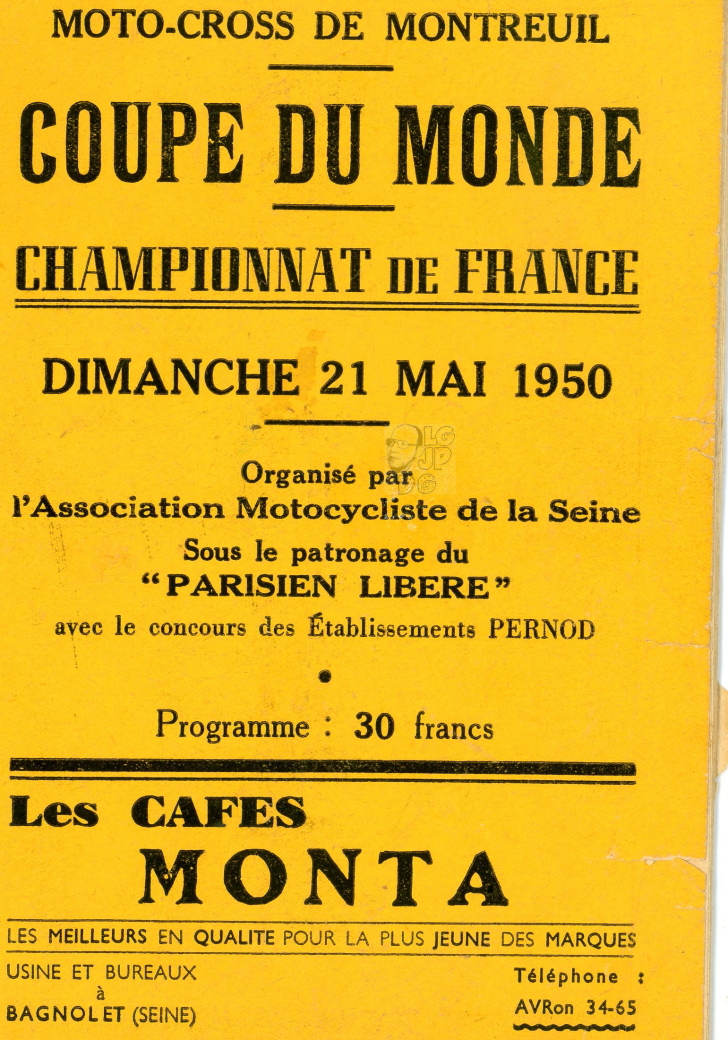 MOTO-CROSS DE MONTREUIL
COUPE DU MONDE
CHAMPIONNAT DE FRANCE
DIMANCHE 21 MAI 1950
LG
JP
DG
Organisé par
l'Association Motocycliste de la Seine
Sous le patronage du
"PARISIEN LIBERE"
avec le concours des Établissements PERNOD
Programme : 30 francs
Les CAFES
MONTA
LES MEILLEURS EN QUALITE POUR LA PLUS JEUNE DES MARQUES
USINE ET BUREAUX
à
BAGNOLET (SEINE)
Téléphone :
AVRon 34-65